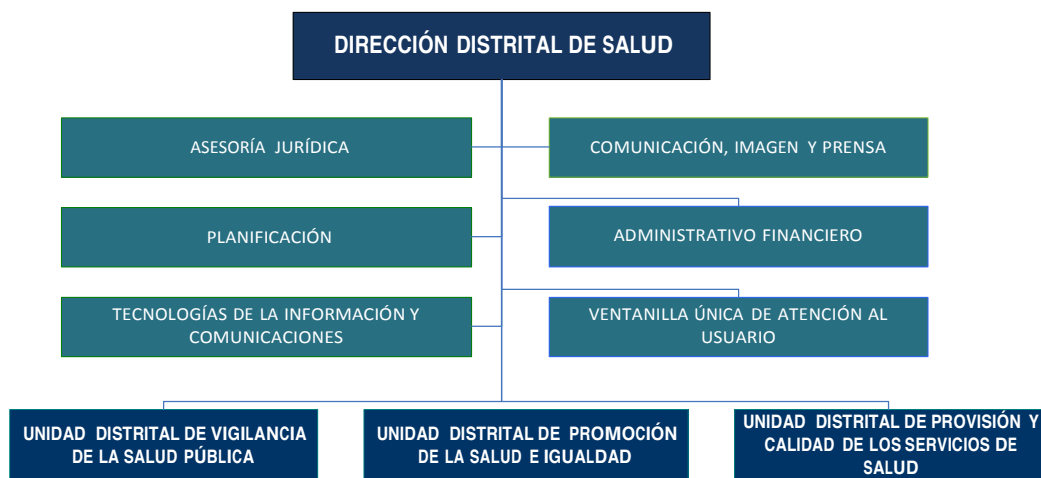 DIRECCIÓN DISTRITAL DE SALUD
ASESORÍA JURÍDICA
COMUNICACIÓN, IMAGEN Y PRENSA
PLANIFICACIÓN
ADMINISTRATIVO FINANCIERO
TECNOLOGÍAS DE LA INFORMACIÓN Y
COMUNICACIONES
VENTANILLA ÚNICA DE ATENCIÓN AL
USUARIO
UNIDAD DISTRITAL DE VIGILANCIA
DE LA SALUD PÚBLICA
UNIDAD DISTRITAL DE PROMOCIÓN
DE LA SALUD E IGUALDAD
UNIDAD DISTRITAL DE PROVISIÓN Y
CALIDAD DE LOS SERVICIOS DE
SALUD